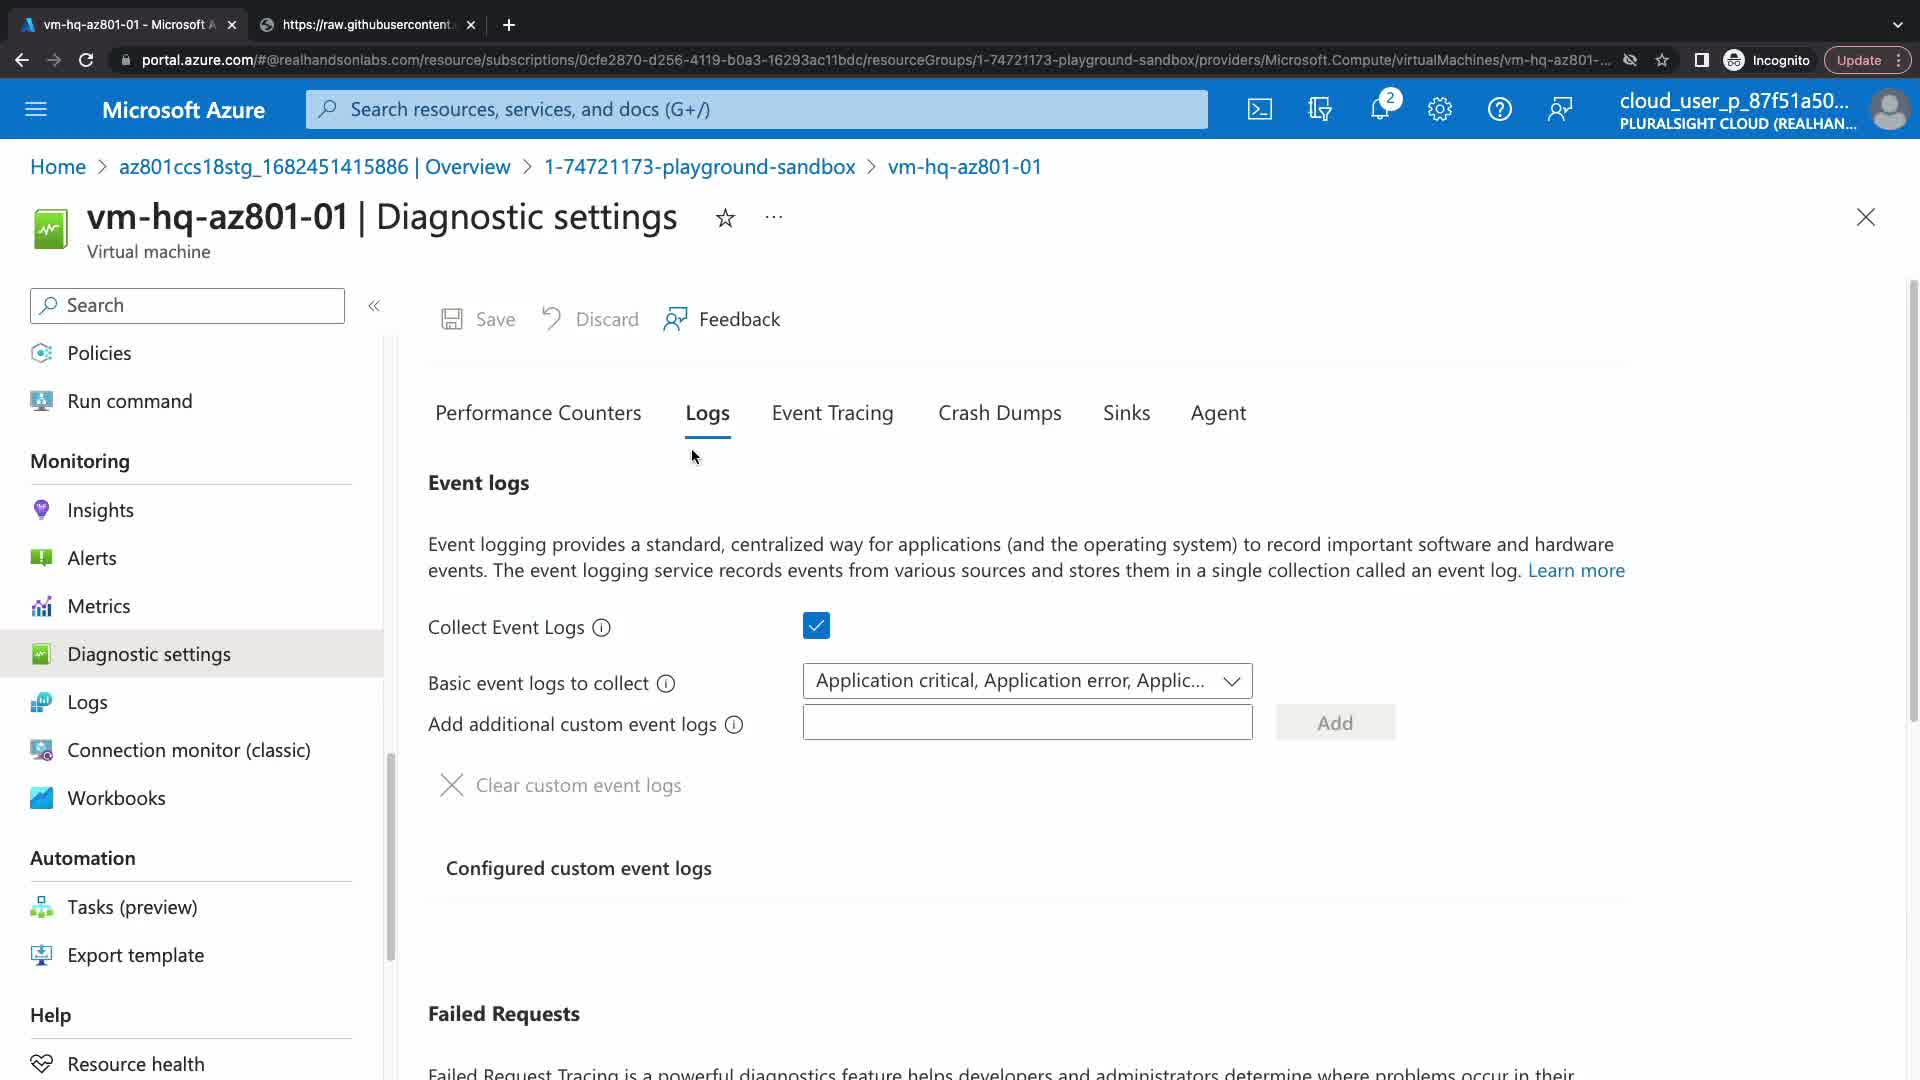 vm-hq-az801-01 - Microsoft A
https://raw.githubusercontent.
portal.azure.com/#@realhandsonlabs.com/resource/subscriptions/0cfe2870-d256-4119-b0a3-16293ac11bdc/resourceGroups/1-74721173-playground-sandbox/providers/Microsoft.Compute/virtualMachines/vm-hq-az801-...
Incognito
Update
Microsoft Azure
Search resources, services, and docs (G+/)
2
cloud_user_p_87f51a50...
PLURALSIGHT CLOUD (REALHAN...
Home > az801ccs18stg_1682451415886 | Overview > 1-74721173-playground-sandbox > vm-hq-az801-01
vm-hq-az801-01 | Diagnostic settings
Virtual machine
Search
Policies
Run command
Monitoring
Insights
Alerts
Metrics
Diagnostic settings
Logs
Connection monitor (classic)
Workbooks
Automation
Tasks (preview)
Export template
Help
Resource health
Save
Discard
Feedback
Performance Counters
Logs
Event Tracing
Crash Dumps
Sinks
Agent
Event logs
Event logging provides a standard, centralized way for applications (and the operating system) to record important software and hardware
events. The event logging service records events from various sources and stores them in a single collection called an event log. Learn more
Collect Event Logs
Basic event logs to collect
Application critical, Application error, Applic...
Add additional custom event logs
Add
Clear custom event logs
Configured custom event logs
Failed Requests
Failed Request Tracing is a powerful diagnostics feature helps developers and administrators determine where problems occur in their